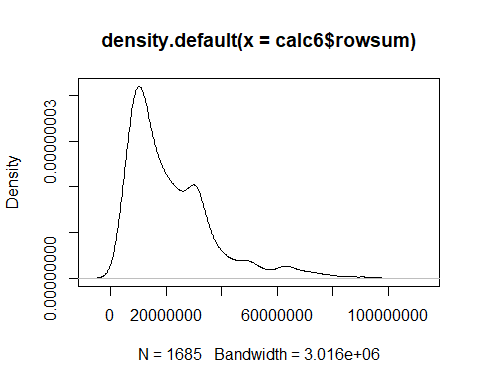 density.default(x = calc6$rowsum)
Density
0.00000000
0.00000003
0 20000000 60000000 100000000
N = 1685 Bandwidth = 3.016e+06